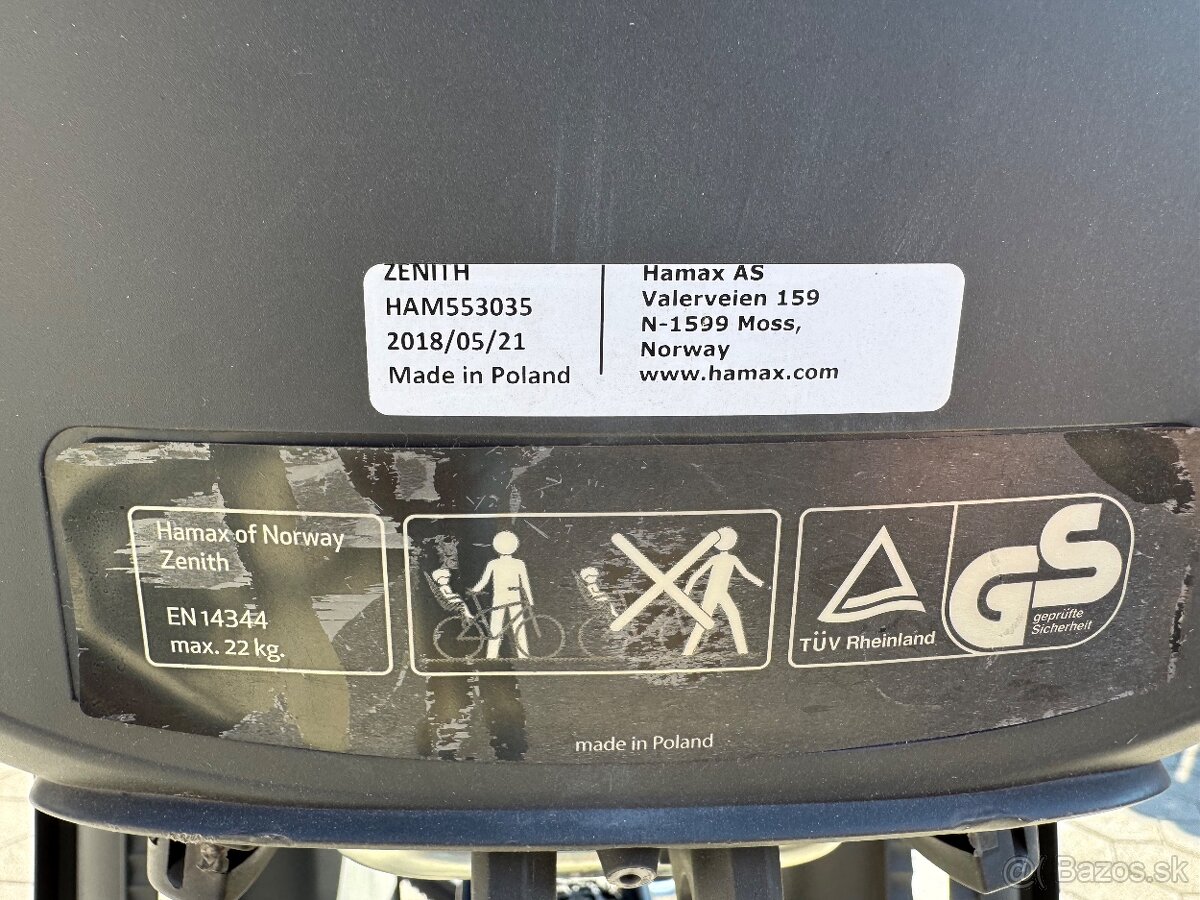 ZENITH
HAM553035
2018/05/21
Made in Poland
Hamax AS
Valerveien 159
N-1599 Moss,
Norway
www.hamax.com
Hamax of Norway
Zenith
EN 14344
max. 22 kg.
TÜV Rheinland
GS
geprüfte
Sicherheit
made in Poland
Bazos.sk